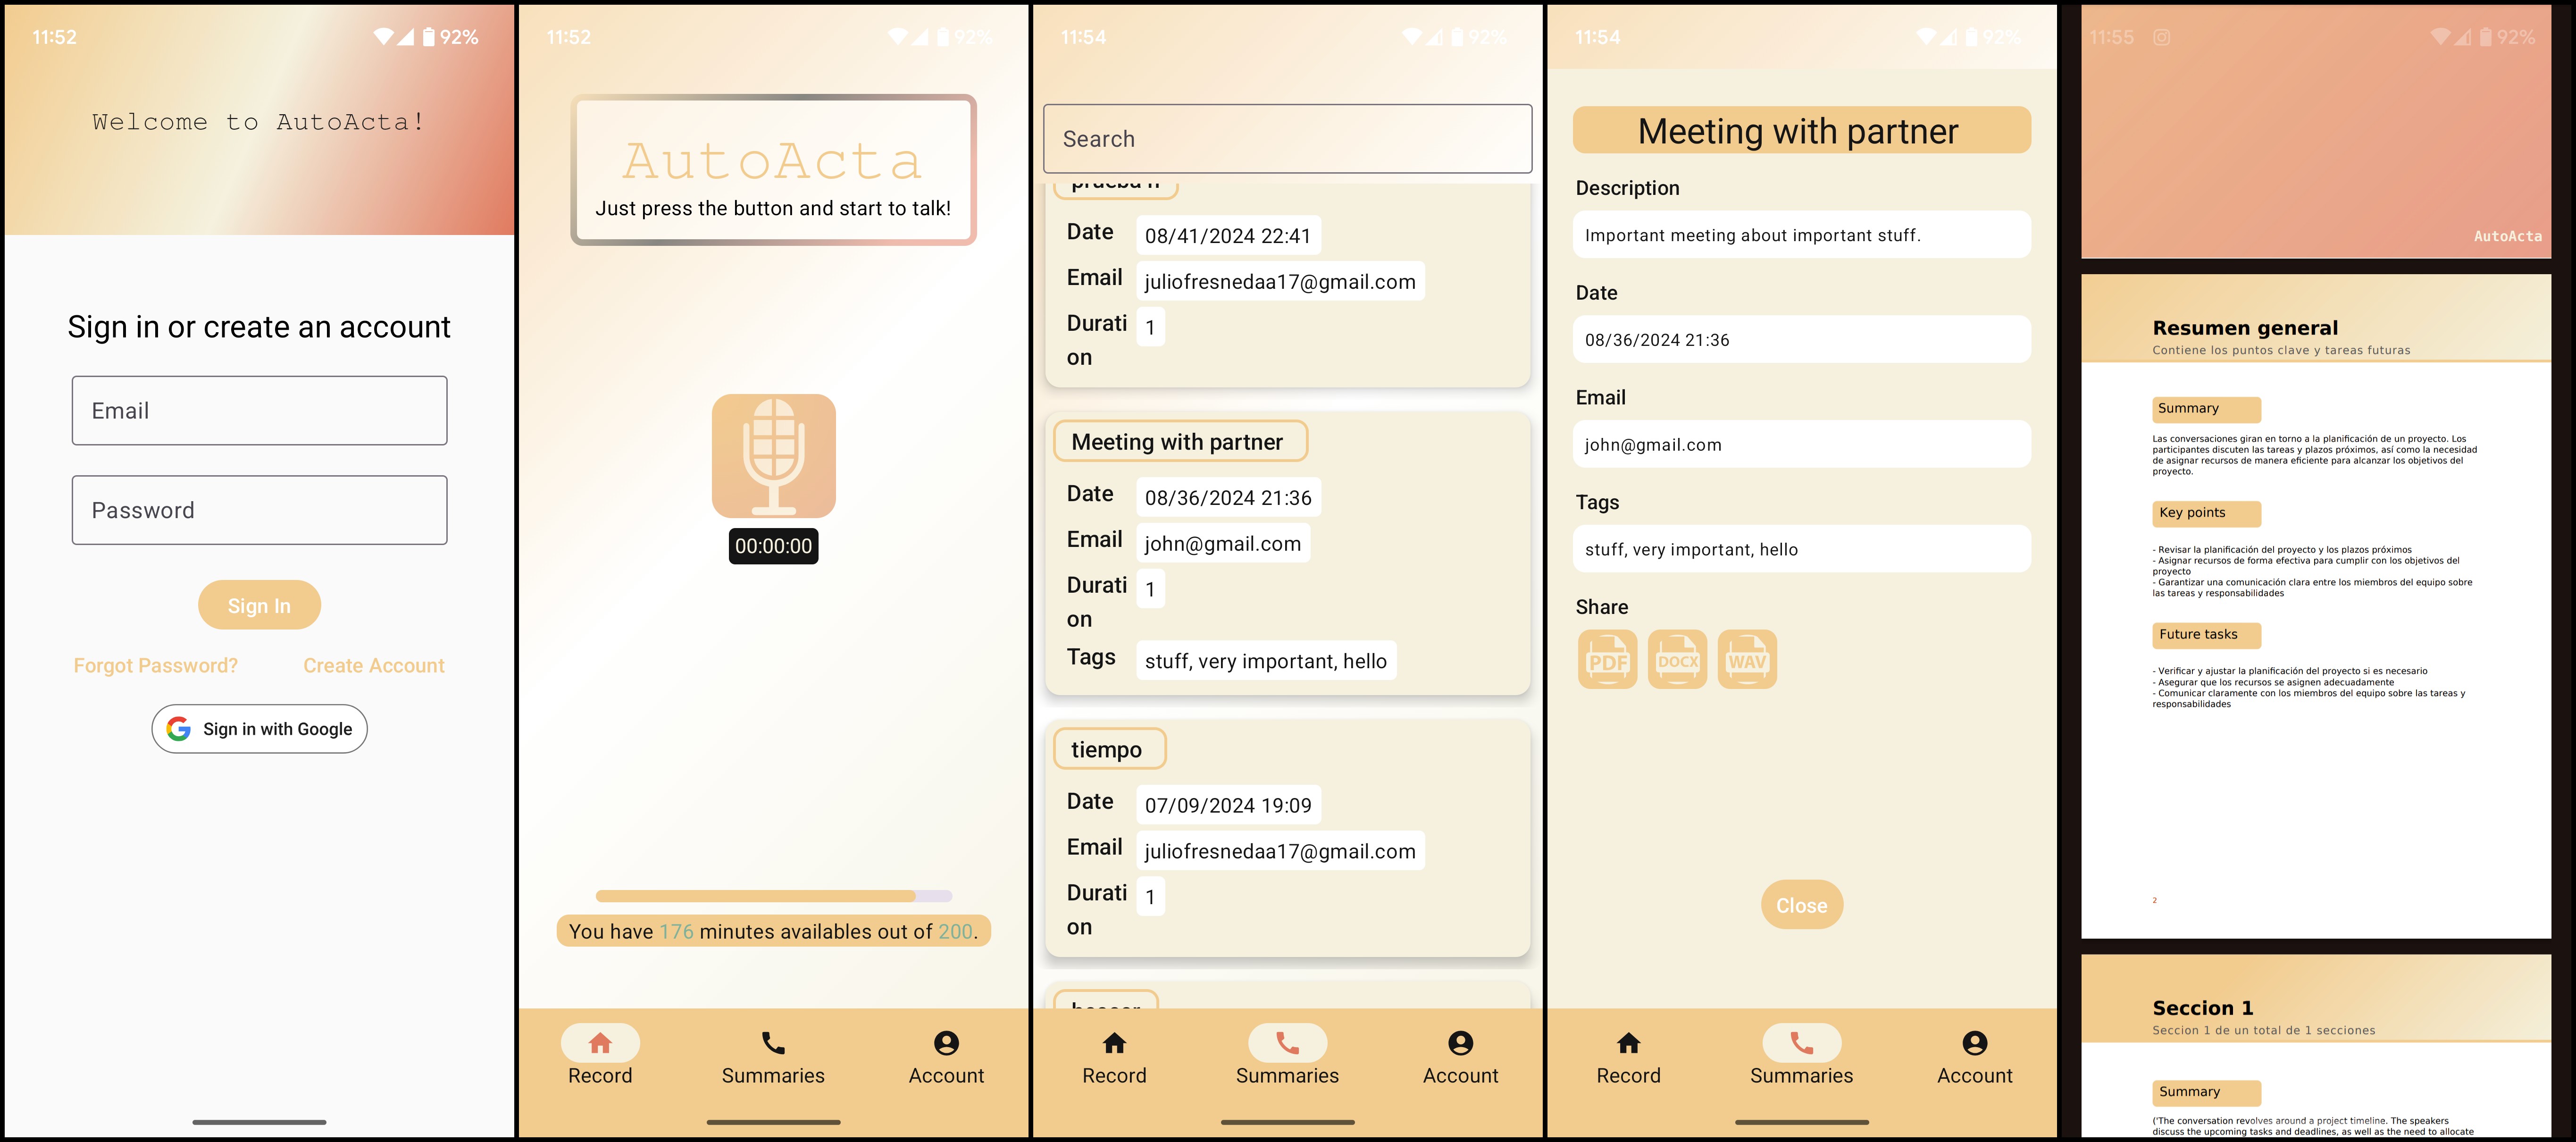 11:52
92%
Welcome to AutoActa!
Sign in or create an account
Email
Password
Sign In
Forgot Password?
Create Account
Sign in with Google
11:52
92%
AutoActa
Just press the button and start to talk!
00:00:00
You have 176 minutes availables out of 200.
Record
Summaries
Account
11:54
92%
Search
Date
08/41/2024 22:41
Email
juliofresnedaa17@gmail.com
Durati
on
1
Meeting with partner
Date
08/36/2024 21:36
Email
john@gmail.com
Durati
on
1
Tags
stuff, very important, hello
tiempo
Date
07/09/2024 19:09
Email
juliofresnedaa17@gmail.com
Durati
on
1
Record
Summaries
Account
11:54
92%
Meeting with partner
Description
Important meeting about important stuff.
Date
08/36/2024 21:36
Email
john@gmail.com
Tags
stuff, very important, hello
Share
PDF
DOCX
WAV
Close
Record
Summaries
Account
11:55
92%
AutoActa
Resumen general
Contiene los puntos clave y tareas futuras
Summary
Las conversaciones giran en torno a la planificación de un proyecto. Los
participantes discuten las tareas y plazos próximos, así como la necesidad
de asignar recursos de manera eficiente para alcanzar los objetivos del
proyecto.
Key points
- Revisar la planificación del proyecto y los plazos próximos
- Asignar recursos de forma efectiva para cumplir con los objetivos del
proyecto
- Garantizar una comunicación clara entre los miembros del equipo sobre
las tareas y responsabilidades
Future tasks
- Verificar y ajustar la planificación del proyecto si es necesario
- Asegurar que los recursos se asignen adecuadamente
- Comunicar claramente con los miembros del equipo sobre las tareas y
responsabilidades
2
Seccion 1
Seccion 1 de un total de 1 secciones
Summary
('The conversation revolves around a project timeline. The speakers
discuss the upcoming tasks and deadlines, as well as the need to allocate